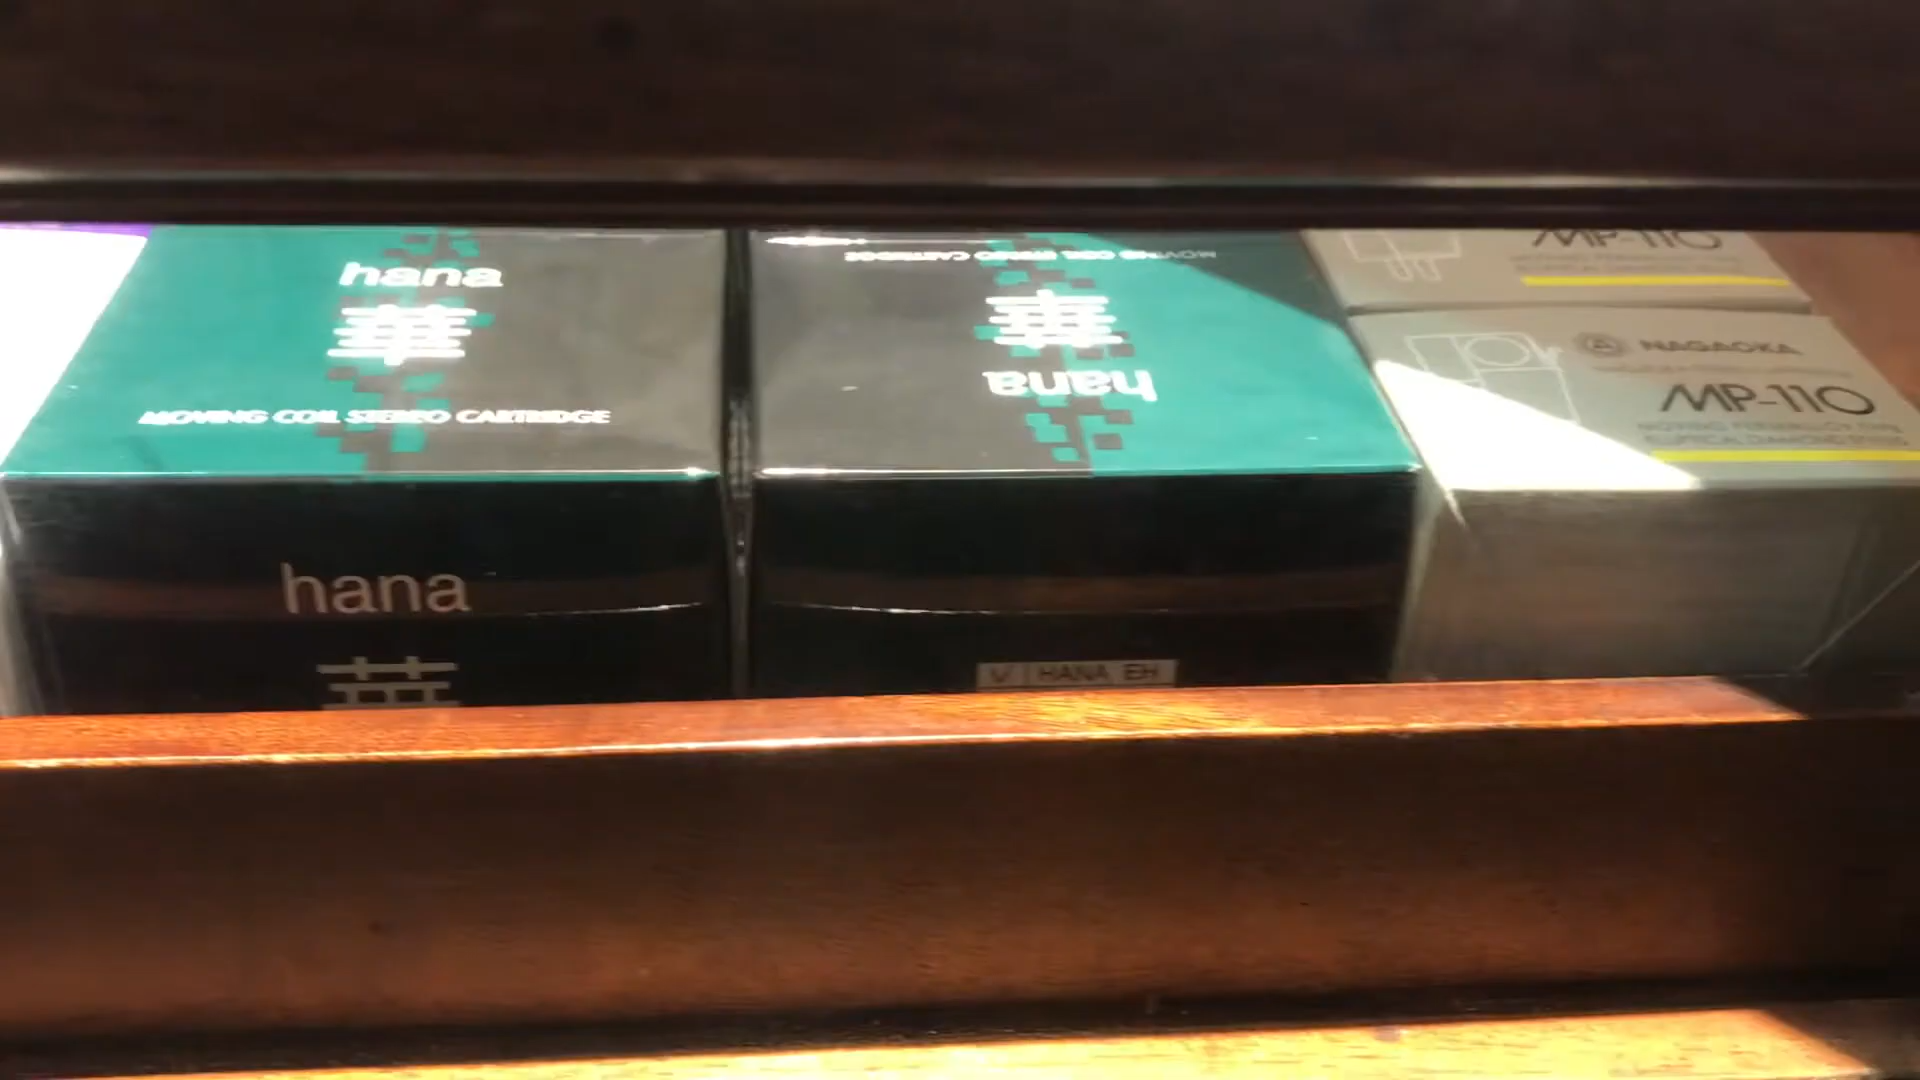 hana
華
MOVING COIL STEREO CARTRIDGE
hana
華
MOVING COIL STEREO CARTRIDGE
華
hana
HANA EH
MP-110
NAGAOKA
MP-110